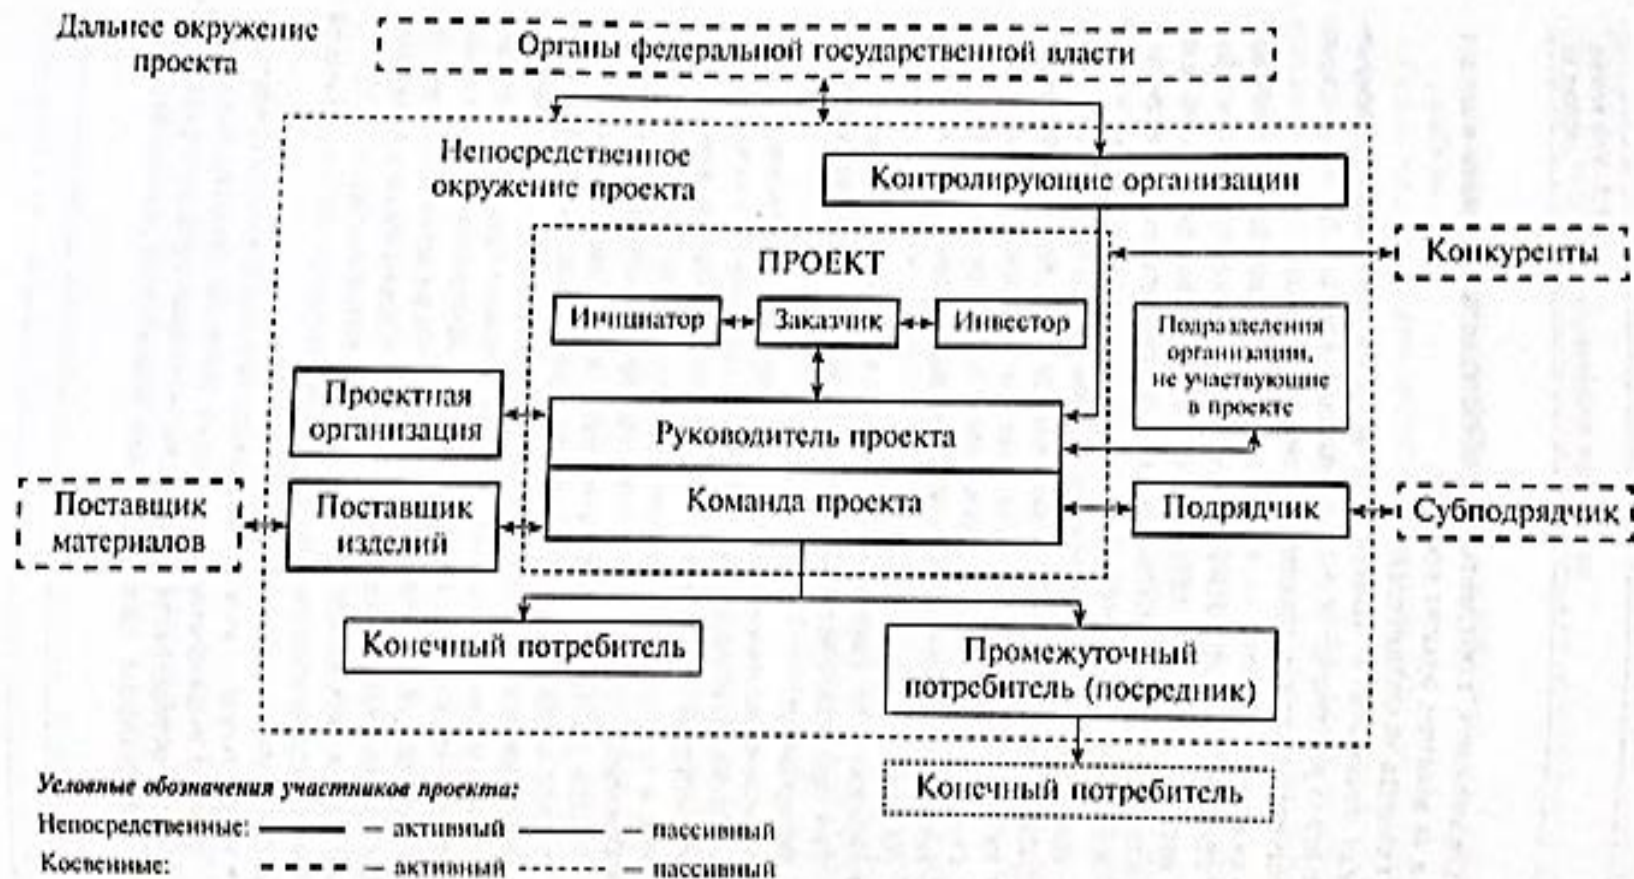 Дальнее окружение
проекта
Органы федеральной государственной власти
Непосредственное
окружение проекта
Контролирующие организации
ПРОЕКТ
Конкуренты
Инициатор
Заказчик
Инвестор
Подразделения
организации,
не участвующие
в проекте
Проектная
организация
Руководитель проекта
Поставщик
материалов
Поставщик
изделий
Команда проекта
Подрядчик
Субподрядчик
Конечный потребитель
Промежуточный
потребитель (посредник)
Конечный потребитель
Условные обозначения участников проекта:
Непосредственные: — активный — пассивный
Косвенные: — активный — пассивный